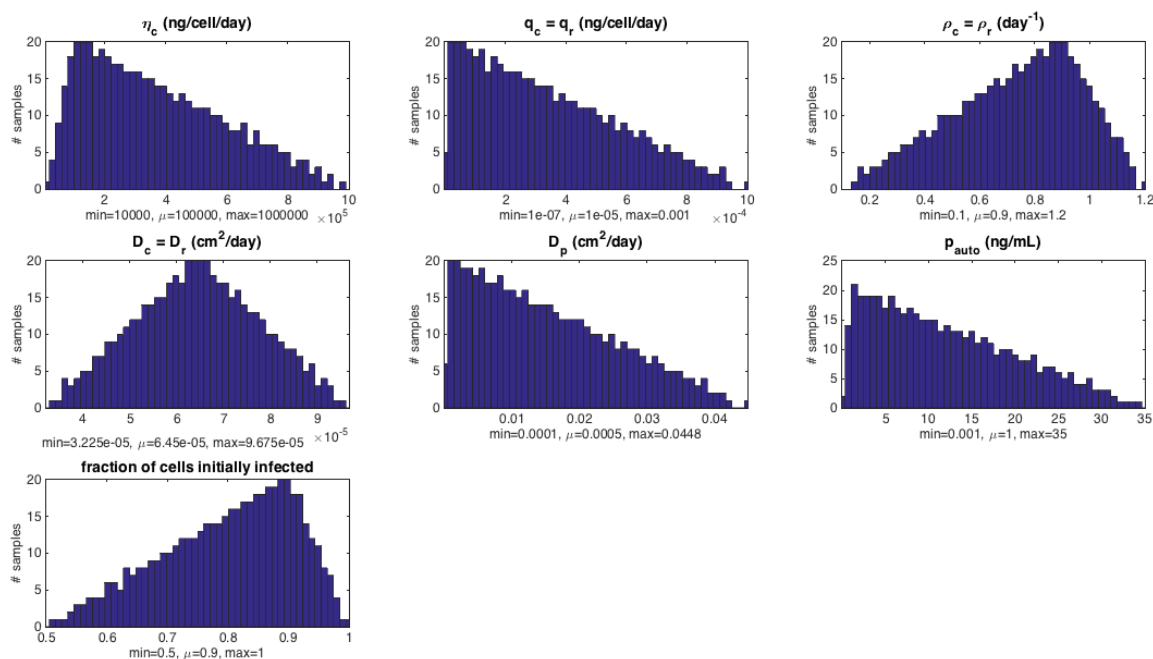 η_c (ng/cell/day)
# samples
20
15
10
5
0
2 4 6 8 10
×10^5
min=10000, μ=100000, max=1000000
q_c = q_r (ng/cell/day)
# samples
20
15
10
5
0
2 4 6 8 10
×10^-4
min=1e-07, μ=1e-05, max=0.001
ρ_c = ρ_r (day^-1)
# samples
20
15
10
5
0
0.2 0.4 0.6 0.8 1 1.2
min=0.1, μ=0.9, max=1.2
D_c = D_r (cm^2/day)
# samples
20
15
10
5
0
4 5 6 7 8 9
×10^-5
min=3.225e-05, μ=6.45e-05, max=9.675e-05
D_p (cm^2/day)
# samples
20
15
10
5
0
0.01 0.02 0.03 0.04
min=0.0001, μ=0.0005, max=0.0448
p_auto (ng/mL)
# samples
25
20
15
10
5
0
5 10 15 20 25 30 35
min=0.001, μ=1, max=35
fraction of cells initially infected
# samples
20
15
10
5
0
0.5 0.6 0.7 0.8 0.9 1
min=0.5, μ=0.9, max=1